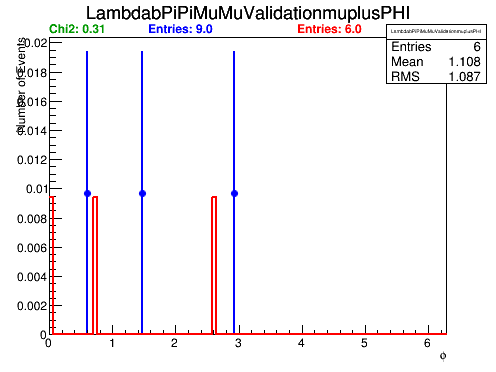 LambdabPiPiMuMuValidationmuplusPHI
Chi2: 0.31 Entries: 9.0 Entries: 6.0
LambdabPiPiMuMuValidationmuplusPHI
Entries 6
Mean 1.108
RMS 1.087
Number of Events
0.02
0.018
0.016
0.014
0.012
0.01
0.008
0.006
0.004
0.002
0
0 1 2 3 4 5 6
φ